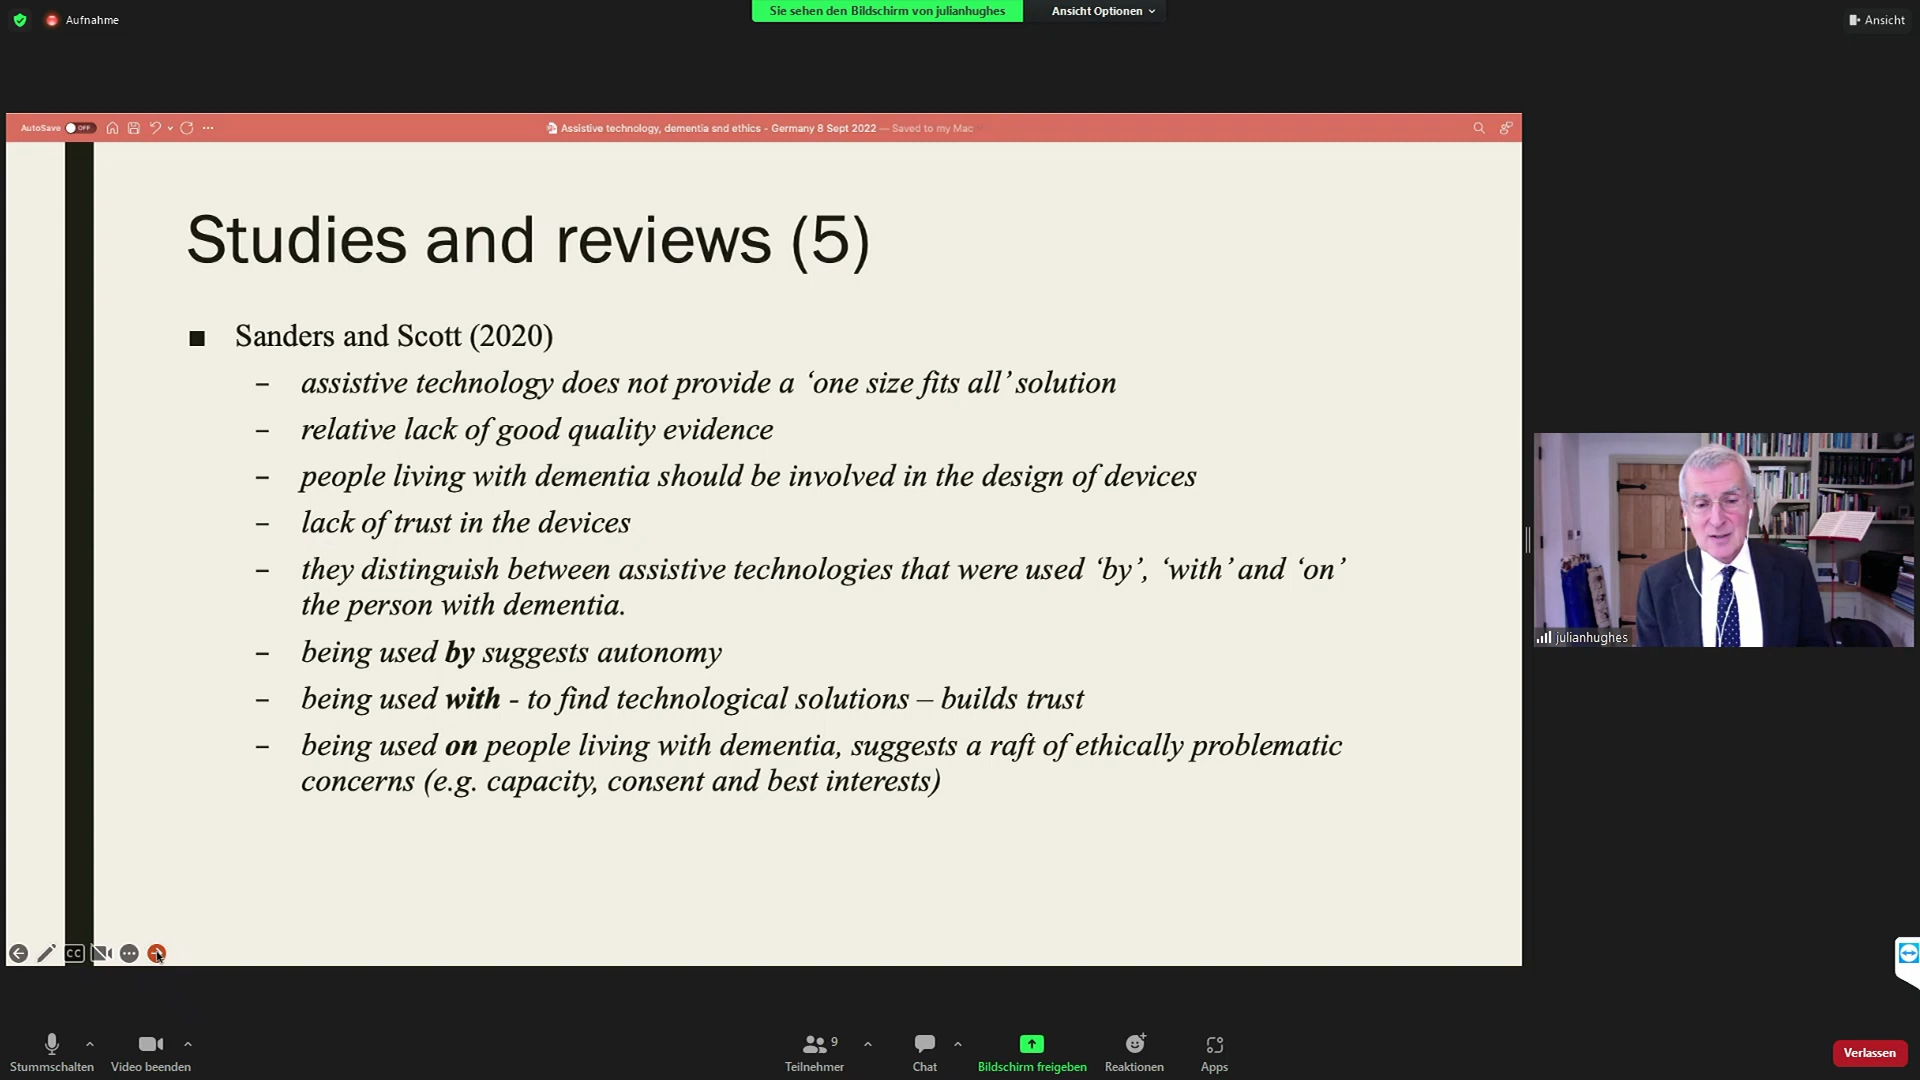 Aufnahme
Sie sehen den Bildschirm von julianhughes
Ansicht Optionen
Ansicht
AutoSave OFF
Assistive technology, dementia snd ethics - Germany 8 Sept 2022 — Saved to my Mac
Studies and reviews (5)
■ Sanders and Scott (2020)
– assistive technology does not provide a ‘one size fits all’ solution
– relative lack of good quality evidence
– people living with dementia should be involved in the design of devices
– lack of trust in the devices
– they distinguish between assistive technologies that were used ‘by’, ‘with’ and ‘on’
the person with dementia.
– being used by suggests autonomy
– being used with - to find technological solutions – builds trust
– being used on people living with dementia, suggests a raft of ethically problematic
concerns (e.g. capacity, consent and best interests)
julianhughes
CC
Stummschalten
Video beenden
9
Teilnehmer
Chat
Bildschirm freigeben
Reaktionen
Apps
Verlassen